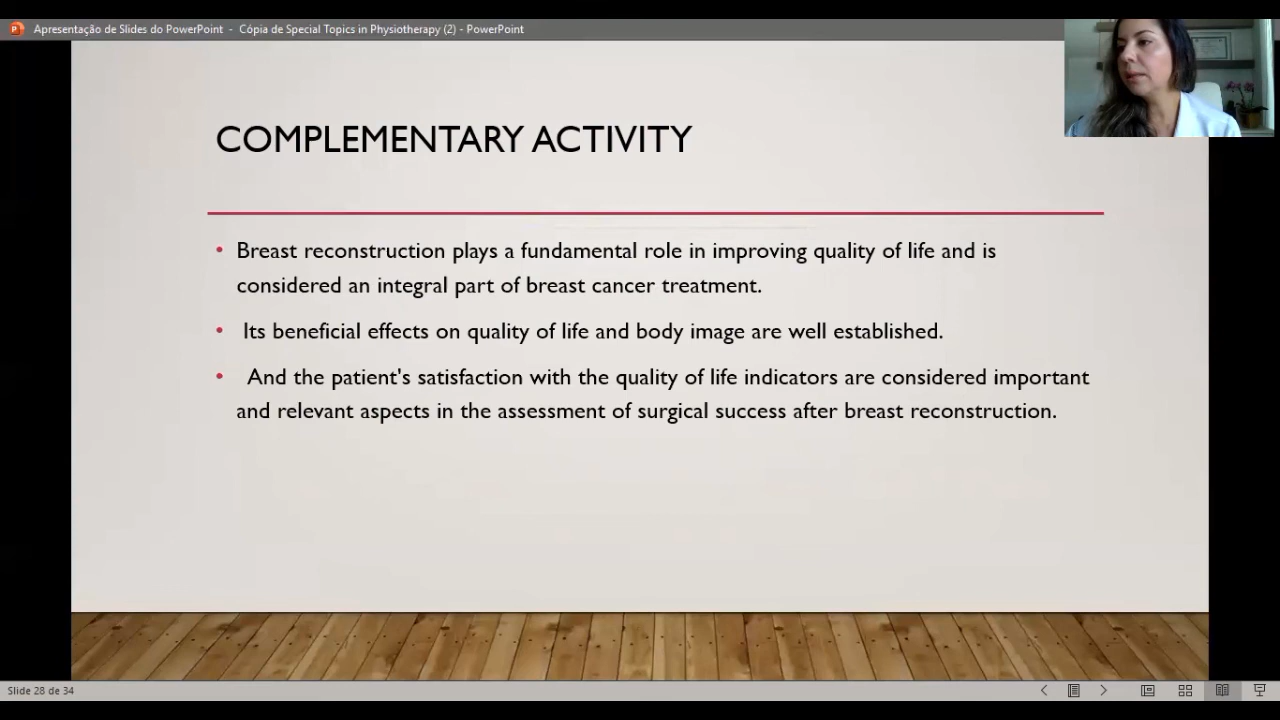 Apresentação de Slides do PowerPoint - Cópia de Special Topics in Physiotherapy (2) - PowerPoint
COMPLEMENTARY ACTIVITY
• Breast reconstruction plays a fundamental role in improving quality of life and is
considered an integral part of breast cancer treatment.
• Its beneficial effects on quality of life and body image are well established.
• And the patient's satisfaction with the quality of life indicators are considered important
and relevant aspects in the assessment of surgical success after breast reconstruction.
Slide 28 de 34